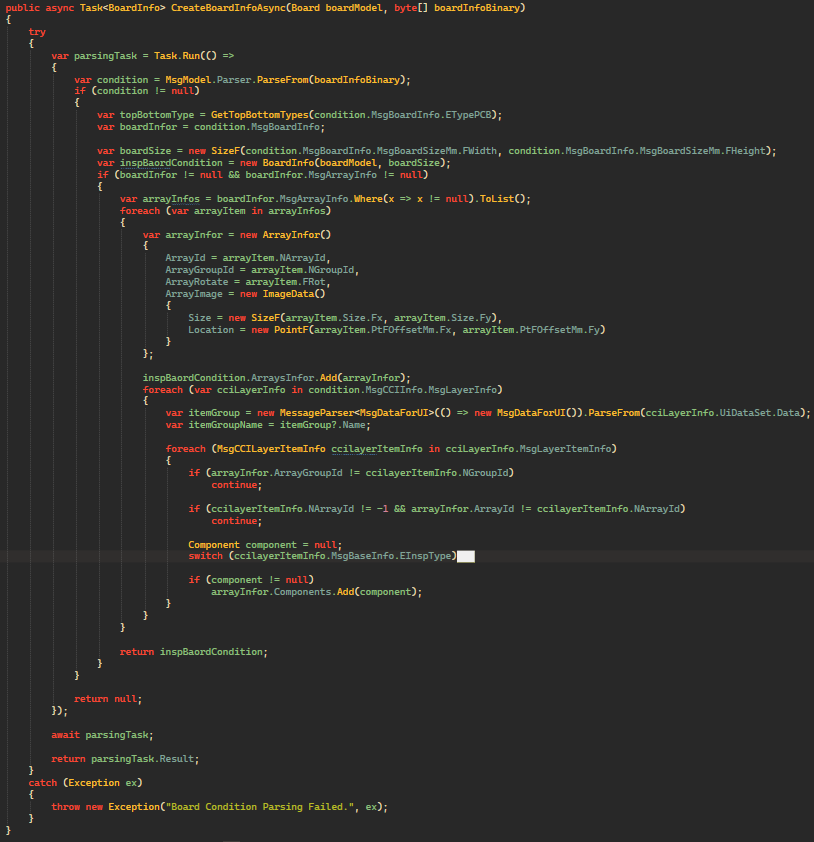 public async Task<BoardInfo> CreateBoardInfoAsync(Board boardModel, byte[] boardInfoBinary)
{
try
{
var parsingTask = Task.Run(() =>
{
var condition = MsgModel.Parser.ParseFrom(boardInfoBinary);
if (condition != null)
{
var topBottomType = GetTopBottomTypes(condition.MsgBoardInfo.ETypePCB);
var boardInfor = condition.MsgBoardInfo;
var boardSize = new SizeF(condition.MsgBoardInfo.MsgBoardSizeMm.FWidth, condition.MsgBoardInfo.MsgBoardSizeMm.FHeight);
var inspBaordCondition = new BoardInfo(boardModel, boardSize);
if (boardInfor != null && boardInfor.MsgArrayInfo != null)
{
var arrayInfos = boardInfor.MsgArrayInfo.Where(x => x != null).ToList();
foreach (var arrayItem in arrayInfos)
{
var arrayInfor = new ArrayInfor()
{
ArrayId = arrayItem.NArrayId,
ArrayGroupId = arrayItem.NGroupId,
ArrayRotate = arrayItem.FRot,
ArrayImage = new ImageData()
{
Size = new SizeF(arrayItem.Size.Fx, arrayItem.Size.Fy),
Location = new PointF(arrayItem.PtFOffsetMm.Fx, arrayItem.PtFOffsetMm.Fy)
}
};
inspBaordCondition.ArraysInfor.Add(arrayInfor);
foreach (var cciLayerInfo in condition.MsgCCIInfo.MsgLayerInfo)
{
var itemGroup = new MessageParser<MsgDataForUI>(() => new MsgDataForUI()).ParseFrom(cciLayerInfo.UiDataSet.Data);
var itemGroupName = itemGroup?.Name;
foreach (MsgCCILayerItemInfo ccilayerItemInfo in cciLayerInfo.MsgLayerItemInfo)
{
if (arrayInfor.ArrayGroupId != ccilayerItemInfo.NGroupId)
continue;
if (ccilayerItemInfo.NArrayId != -1 && arrayInfor.ArrayId != ccilayerItemInfo.NArrayId)
continue;
Component component = null;
switch (ccilayerItemInfo.MsgBaseInfo.EInspType)
if (component != null)
arrayInfor.Components.Add(component);
}
}
}
return inspBaordCondition;
}
}
return null;
});
await parsingTask;
return parsingTask.Result;
}
catch (Exception ex)
{
throw new Exception("Board Condition Parsing Failed.", ex);
}
}